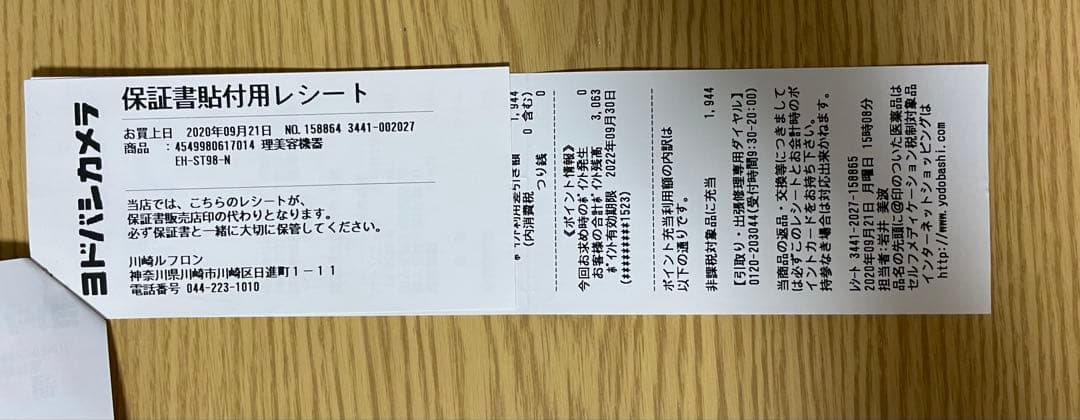 ヨドバシカメラ
保証書貼付用レシート
お買上日 2020年09月21日 NO.158864 3441-002027
商品 : 4549980617014 理美容機器
EH-ST98-N
当店では、こちらのレシートが、
保証書販売店印の代わりとなります。
必ず保証書と一緒に大切に保管してください。
川崎ルフロン
神奈川県川崎市川崎区日進町1-11
電話番号 044-223-1010
1,944
(内消費税 0 含む)
つり銭 0
《ポイント情報》
今回お求め時のポイント発生 0
お客様の合計ポイント残高 3,063
ポイント有効期限 2022年09月30日
(*********1523)
ポイント充当利用額の内訳は
以下の通りです。
非課税対象品に充当 1,944
【引取り・出張修理専用ダイヤル】
0120-203044(受付時間9:30-20:00)
当商品の返品・交換等につきまして
は必ずこのレシートとお会計時のポ
イントカードをお持ち下さい。
持参なき場合は対応出来かねます。
レシート 3441-2027-158865
2020年09月21日 月曜日 15時08分
担当者:岩井 美波
品名の先頭に@印のついた医薬品は
セルフメディケーション税制対象品
インターネットショッピングは
http://www.yodobashi.com